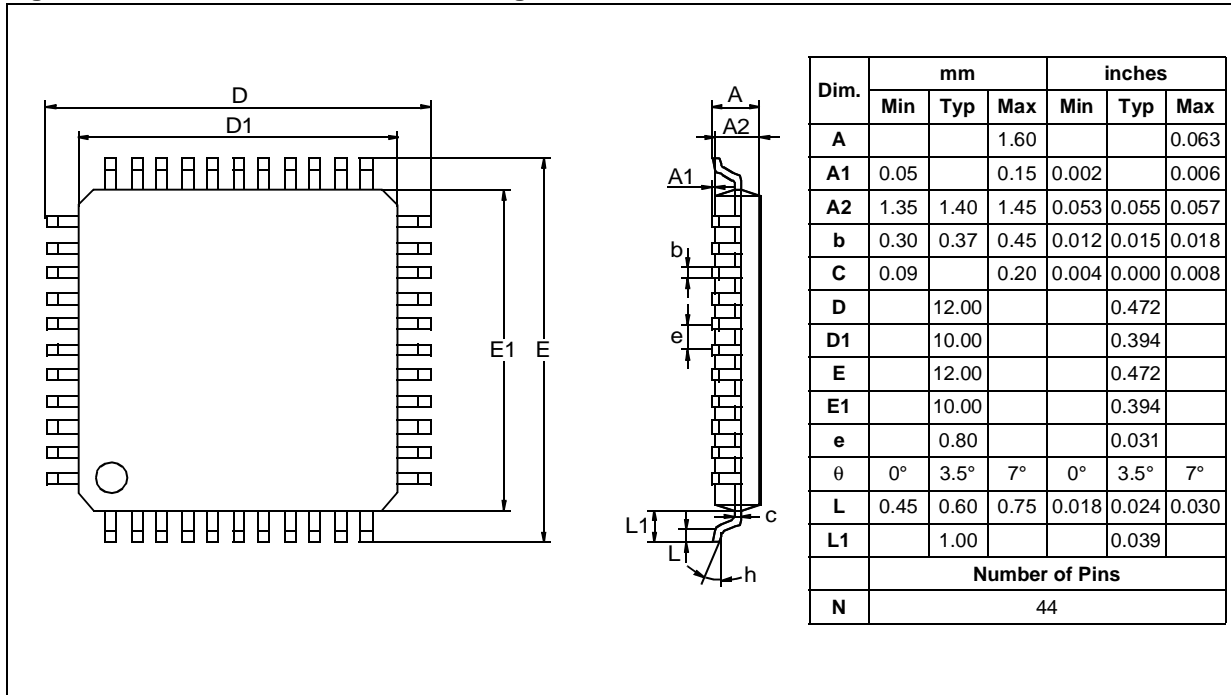 D
D1
A
A2
A1
b
e
E1 E
L1
L
c
h
Dim. mm inches
Min Typ Max Min Typ Max
A 1.60 0.063
A1 0.05 0.15 0.002 0.006
A2 1.35 1.40 1.45 0.053 0.055 0.057
b 0.30 0.37 0.45 0.012 0.015 0.018
C 0.09 0.20 0.004 0.000 0.008
D 12.00 0.472
D1 10.00 0.394
E 12.00 0.472
E1 10.00 0.394
e 0.80 0.031
θ 0° 3.5° 7° 0° 3.5° 7°
L 0.45 0.60 0.75 0.018 0.024 0.030
L1 1.00 0.039
Number of Pins
N 44